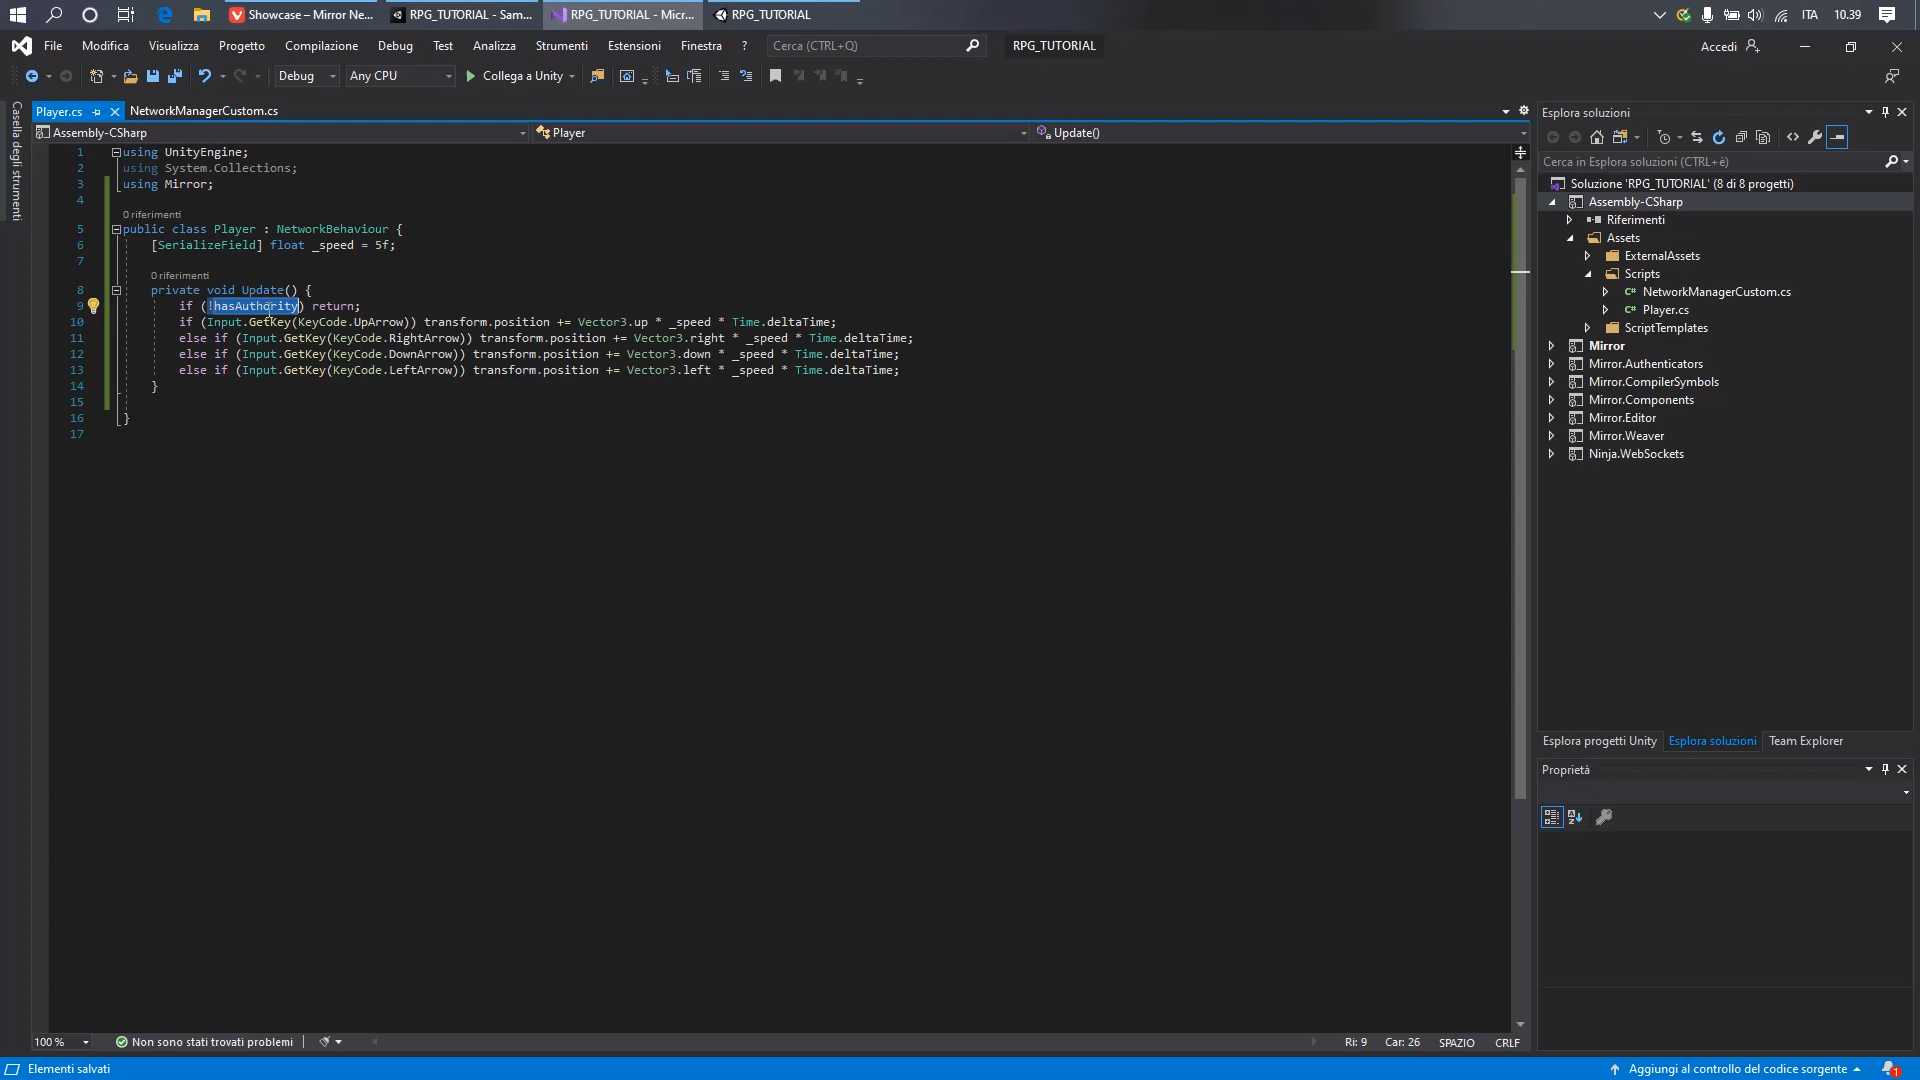 Showcase – Mirror Ne...
RPG_TUTORIAL - Sam...
RPG_TUTORIAL - Micr...
RPG_TUTORIAL
ITA
10.39
File
Modifica
Visualizza
Progetto
Compilazione
Debug
Test
Analizza
Strumenti
Estensioni
Finestra
?
Cerca (CTRL+Q)
RPG_TUTORIAL
Accedi
Debug
Any CPU
Collega a Unity
Casella degli strumenti
Player.cs
NetworkManagerCustom.cs
Assembly-CSharp
Player
Update()
1 using UnityEngine;
2 using System.Collections;
3 using Mirror;
4
0 riferimenti
5 public class Player : NetworkBehaviour {
6 [SerializeField] float _speed = 5f;
7
0 riferimenti
8 private void Update() {
9 if (!hasAuthority) return;
10 if (Input.GetKey(KeyCode.UpArrow)) transform.position += Vector3.up * _speed * Time.deltaTime;
11 else if (Input.GetKey(KeyCode.RightArrow)) transform.position += Vector3.right * _speed * Time.deltaTime;
12 else if (Input.GetKey(KeyCode.DownArrow)) transform.position += Vector3.down * _speed * Time.deltaTime;
13 else if (Input.GetKey(KeyCode.LeftArrow)) transform.position += Vector3.left * _speed * Time.deltaTime;
14 }
15
16 }
17
Esplora soluzioni
Cerca in Esplora soluzioni (CTRL+è)
Soluzione 'RPG_TUTORIAL' (8 di 8 progetti)
Assembly-CSharp
Riferimenti
Assets
ExternalAssets
Scripts
C# NetworkManagerCustom.cs
C# Player.cs
ScriptTemplates
Mirror
Mirror.Authenticators
Mirror.CompilerSymbols
Mirror.Components
Mirror.Editor
Mirror.Weaver
Ninja.WebSockets
Esplora progetti Unity
Esplora soluzioni
Team Explorer
Proprietà
100 %
Non sono stati trovati problemi
Ri: 9
Car: 26
SPAZIO
CRLF
Elementi salvati
Aggiungi al controllo del codice sorgente
1